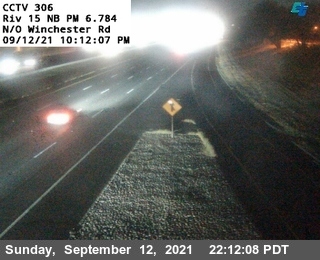 CCTV 306
Riv 15 NB PM 6.784
N/O Winchester Rd
09/12/21 10:12:07 PM
Sunday, September 12, 2021 22:12:08 PDT